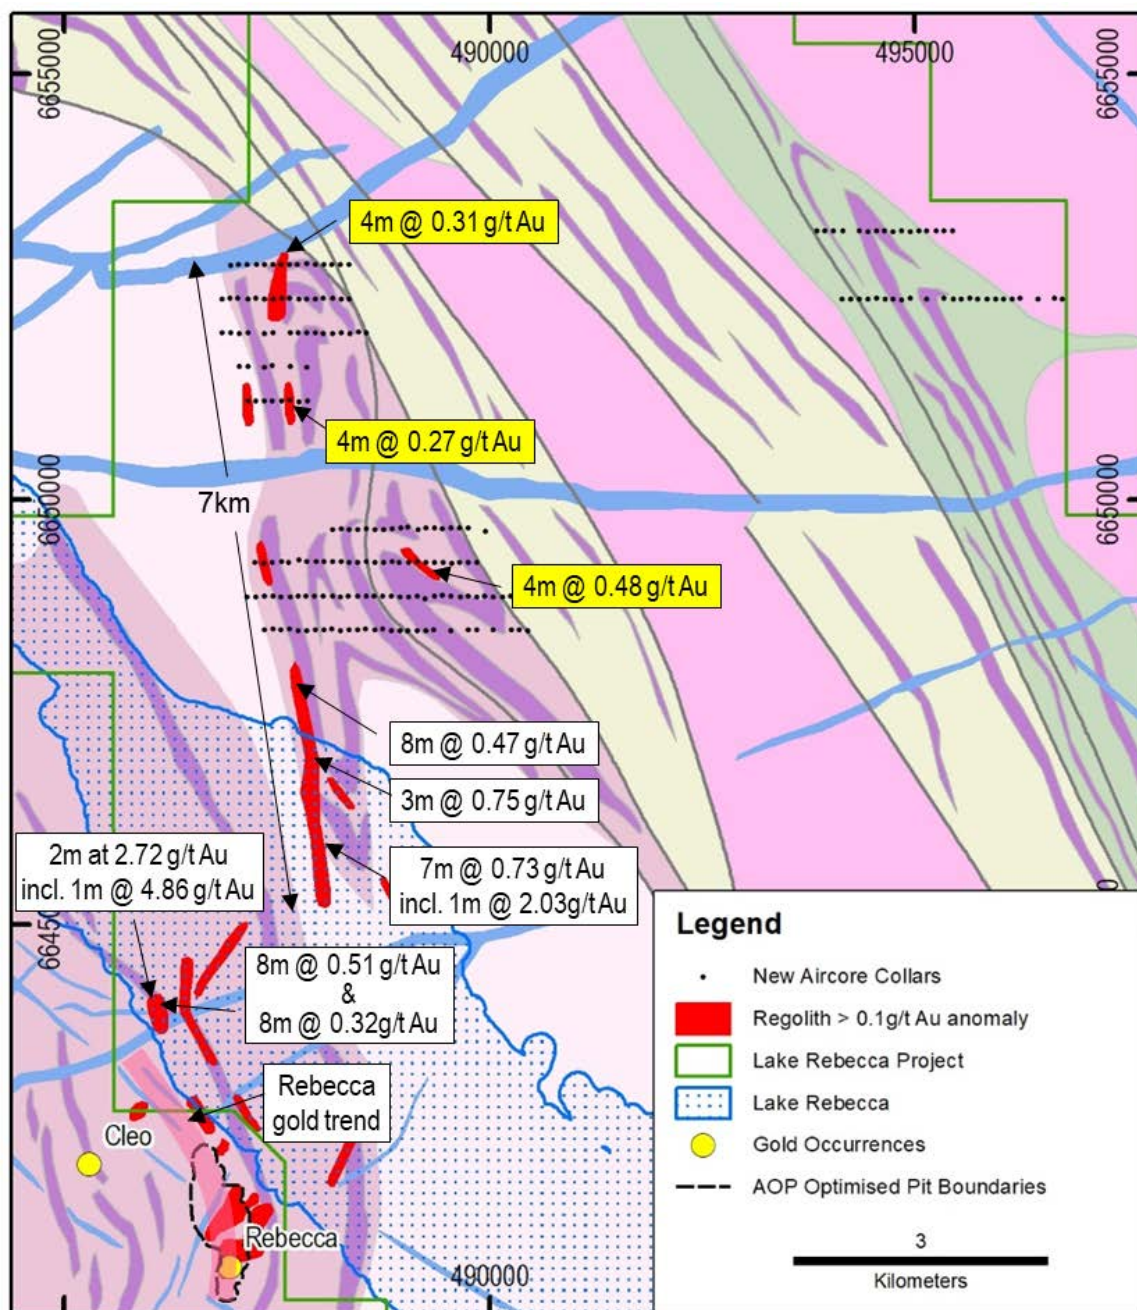 490000
495000
6655000
6655000
4m @ 0.31 g/t Au
4m @ 0.27 g/t Au
6650000
7km
6650000
4m @ 0.48 g/t Au
8m @ 0.47 g/t Au
3m @ 0.75 g/t Au
2m at 2.72 g/t Au
incl. 1m @ 4.86 g/t Au
7m @ 0.73 g/t Au
incl. 1m @ 2.03g/t Au
8m @ 0.51 g/t Au
&
8m @ 0.32g/t Au
Rebecca
gold trend
Cleo
Rebecca
490000
Legend
New Aircore Collars
Regolith > 0.1g/t Au anomaly
Lake Rebecca Project
Lake Rebecca
Gold Occurrences
AOP Optimised Pit Boundaries
3
Kilometers